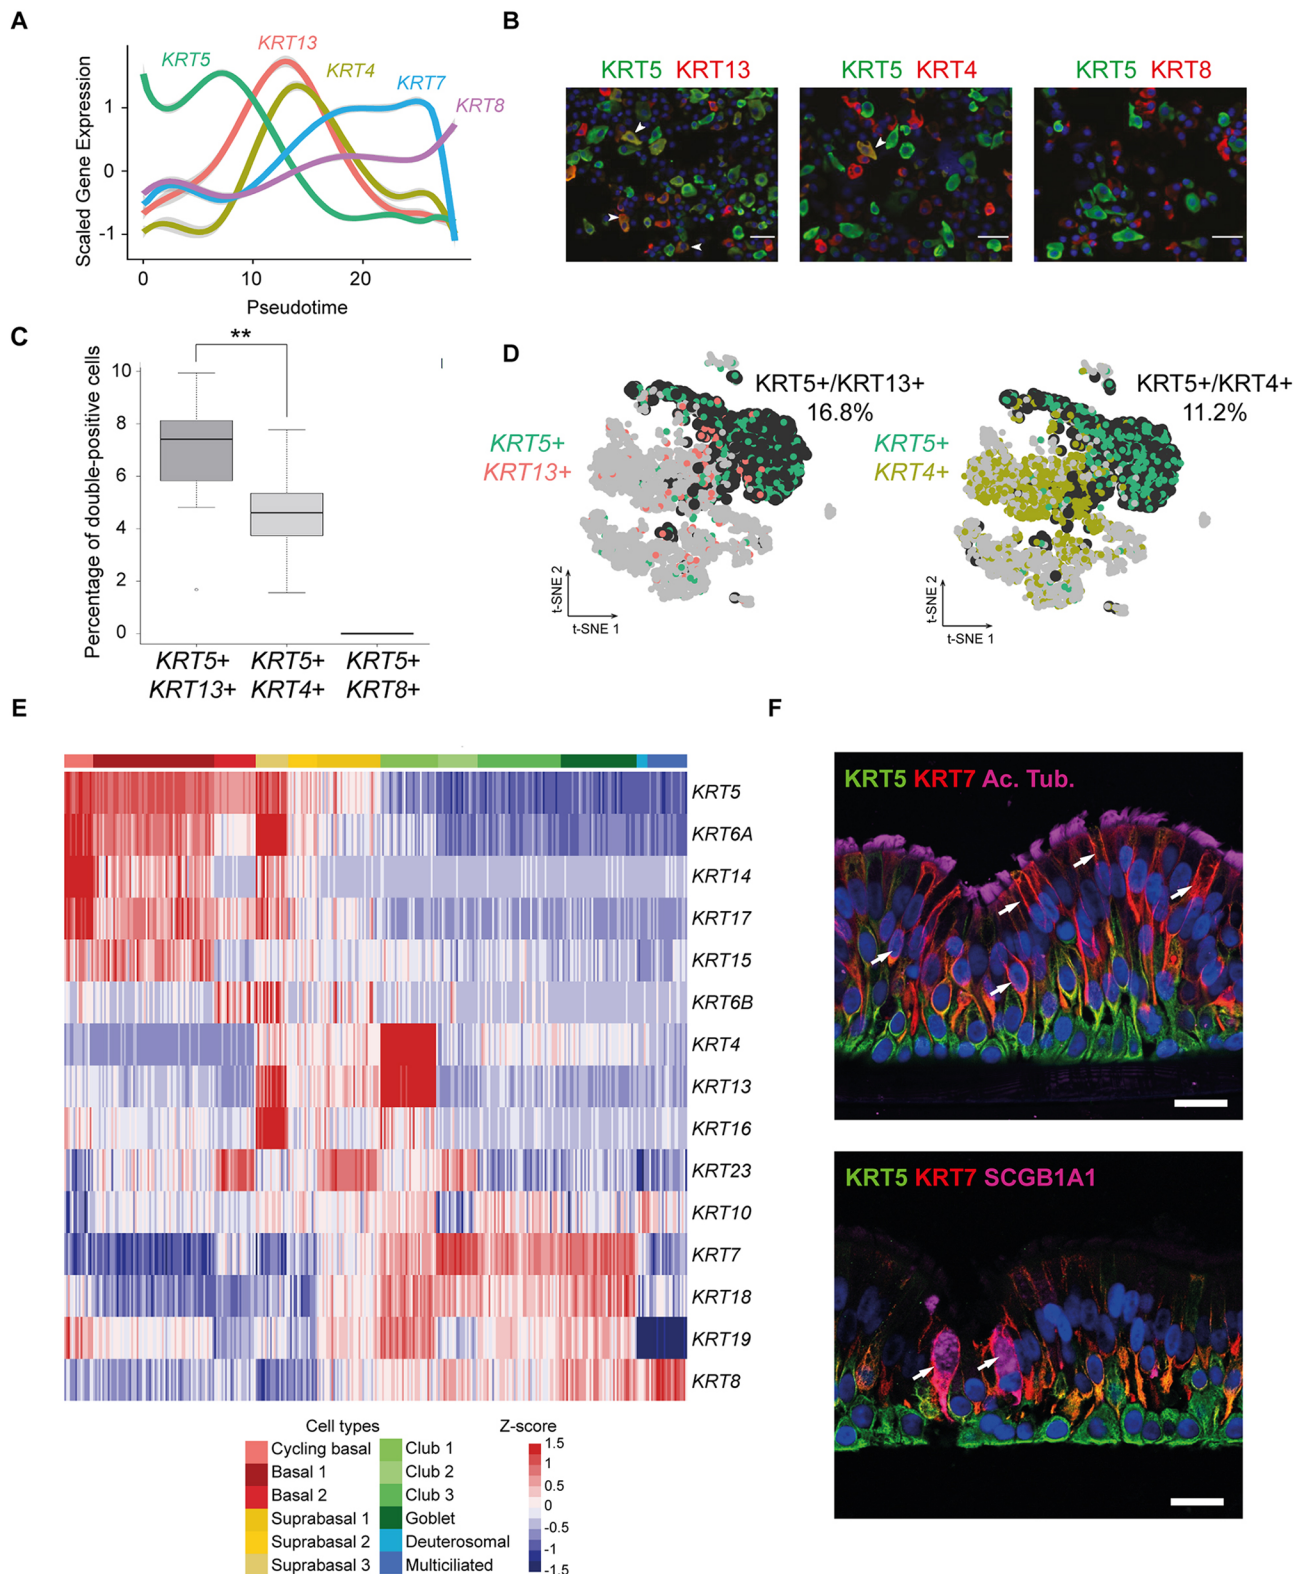 A
KRT5
KRT13
KRT4
KRT7
KRT8
Scaled Gene Expression
1
0
-1
0
10
20
Pseudotime
B
KRT5 KRT13
KRT5 KRT4
KRT5 KRT8
C
**
Percentage of double-positive cells
10
8
6
4
2
0
KRT5+
KRT13+
KRT5+
KRT4+
KRT5+
KRT8+
D
KRT5+/KRT13+
16.8%
KRT5+
KRT13+
t-SNE 2
t-SNE 1
KRT5+/KRT4+
11.2%
KRT5+
KRT4+
t-SNE 2
t-SNE 1
E
KRT5
KRT6A
KRT14
KRT17
KRT15
KRT6B
KRT4
KRT13
KRT16
KRT23
KRT10
KRT7
KRT18
KRT19
KRT8
Cell types
Cycling basal
Basal 1
Basal 2
Suprabasal 1
Suprabasal 2
Suprabasal 3
Club 1
Club 2
Club 3
Goblet
Deuterosomal
Multiciliated
Z-score
1.5
1
0.5
0
-0.5
-1
-1.5
F
KRT5 KRT7 Ac. Tub.
KRT5 KRT7 SCGB1A1